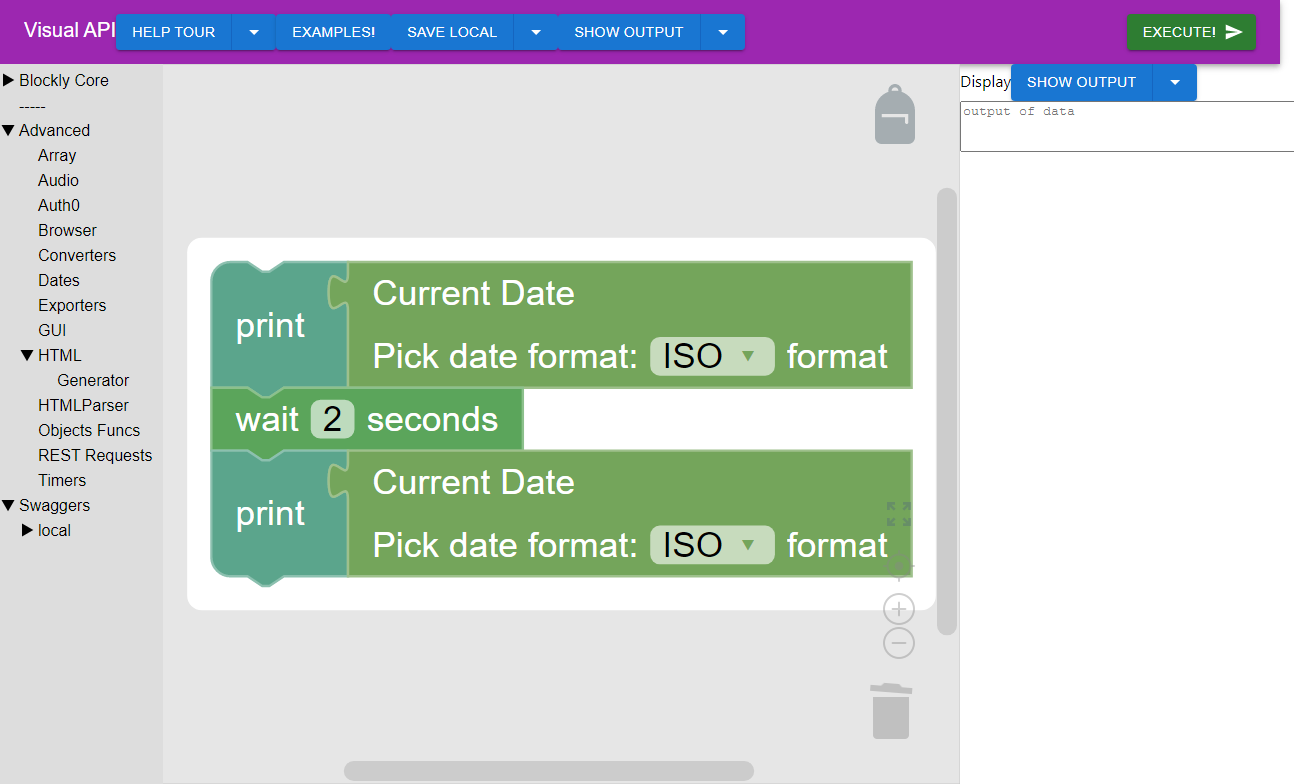 Visual API HELP TOUR EXAMPLES! SAVE LOCAL SHOW OUTPUT EXECUTE!
Blockly Core
-----
Advanced
Array
Audio
Auth0
Browser
Converters
Dates
Exporters
GUI
HTML
Generator
HTMLParser
Objects Funcs
REST Requests
Timers
Swaggers
local
print
Current Date
Pick date format: ISO format
wait 2 seconds
print
Current Date
Pick date format: ISO format
Display SHOW OUTPUT
output of data